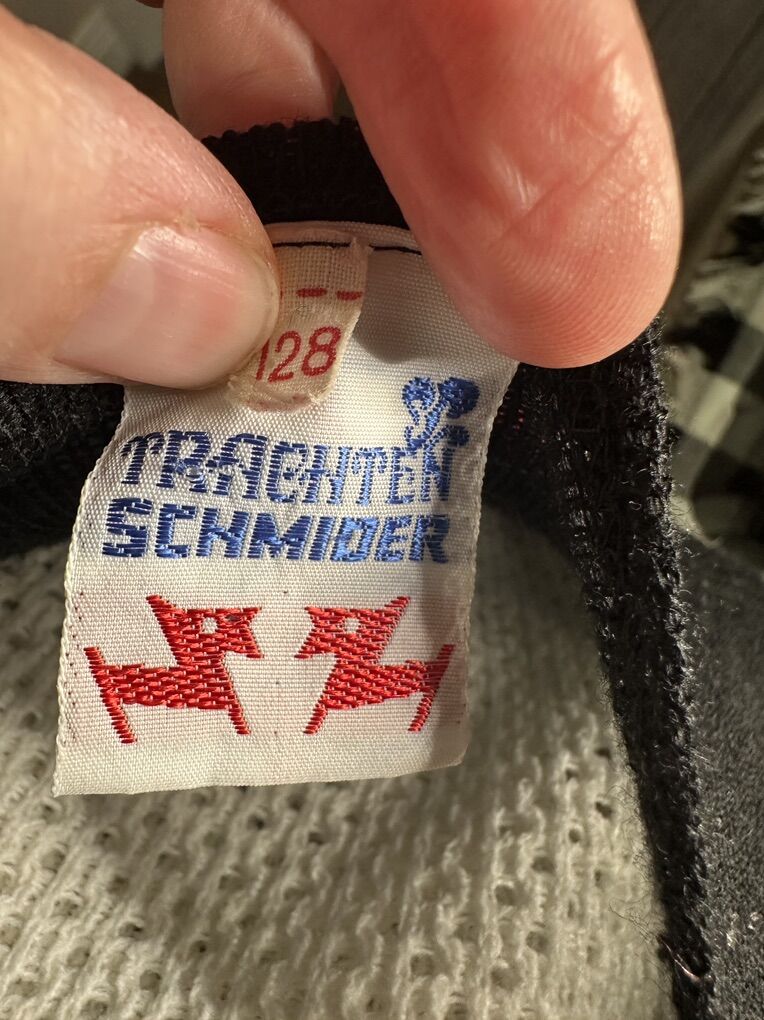 128
TRACHTEN
SCHMIDER